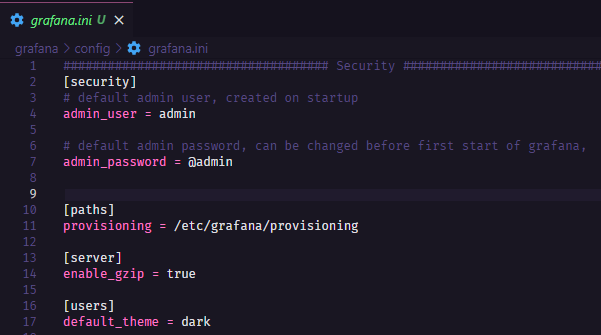 grafana.ini U ×
grafana > config > grafana.ini
1 #################################### Security ###########################
2 [security]
3 # default admin user, created on startup
4 admin_user = admin
5
6 # default admin password, can be changed before first start of grafana,
7 admin_password = @admin
8
9
10 [paths]
11 provisioning = /etc/grafana/provisioning
12
13 [server]
14 enable_gzip = true
15
16 [users]
17 default_theme = dark